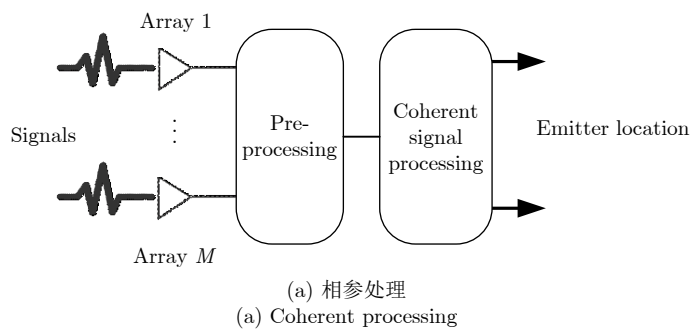 Array 1
Signals
⋮
Array M
Pre-
processing
Coherent
signal
processing
Emitter location
(a) 相参处理
(a) Coherent processing